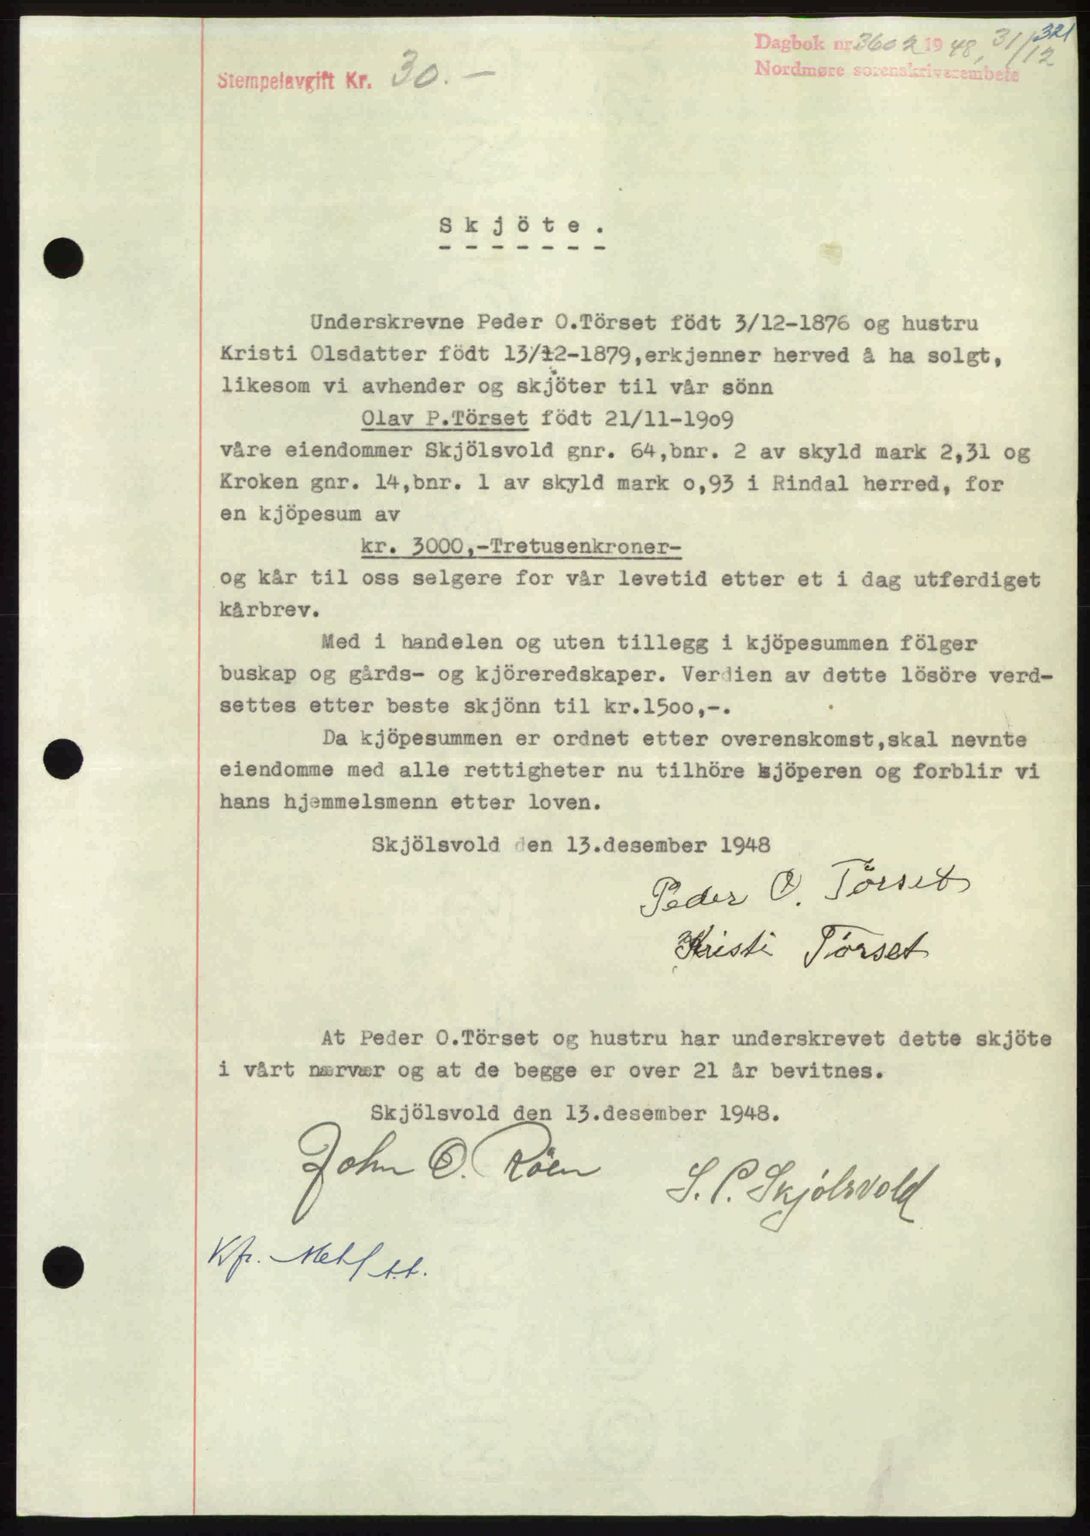 321
Dagbok nr. 3602 1948, 31/12
Nordmøre sorenskriverembete
Stempelavgift Kr. 30.-
Skjöte.
Underskrevne Peder O.Törset födt 3/12-1876 og hustru
Kristi Olsdatter födt 13/12-1879,erkjenner herved å ha solgt,
likesom vi avhender og skjöter til vår sönn
Olav P.Törset födt 21/11-19o9
våre eiendommer Skjölsvold gnr. 64,bnr. 2 av skyld mark 2,31 og
Kroken gnr. 14,bnr. 1 av skyld mark o,93 i Rindal herred, for
en kjöpesum av
kr. 3000,-Tretusenkroner-
og kår til oss selgere for vår levetid etter et i dag utferdiget
kårbrev.
Med i handelen og uten tillegg i kjöpesummen fölger
buskap og gårds- og kjöreredskaper. Verdien av dette lösöre verd-
settes etter beste skjönn til kr.15oo,-.
Da kjöpesummen er ordnet etter overenskomst,skal nevnte
eiendomme med alle rettigheter nu tilhöre kjöperen og forblir vi
hans hjemmelsmenn etter loven.
Skjölsvold den 13.desember 1948
Peder O. Törset
Kristi Törset
At Peder O.Törset og hustru har underskrevet dette skjöte
i vårt nærvær og at de begge er over 21 år bevitnes.
Skjölsvold den 13.desember 1948.
John O. Röen
S. P. Skjölsvold
Kfr. t.t.